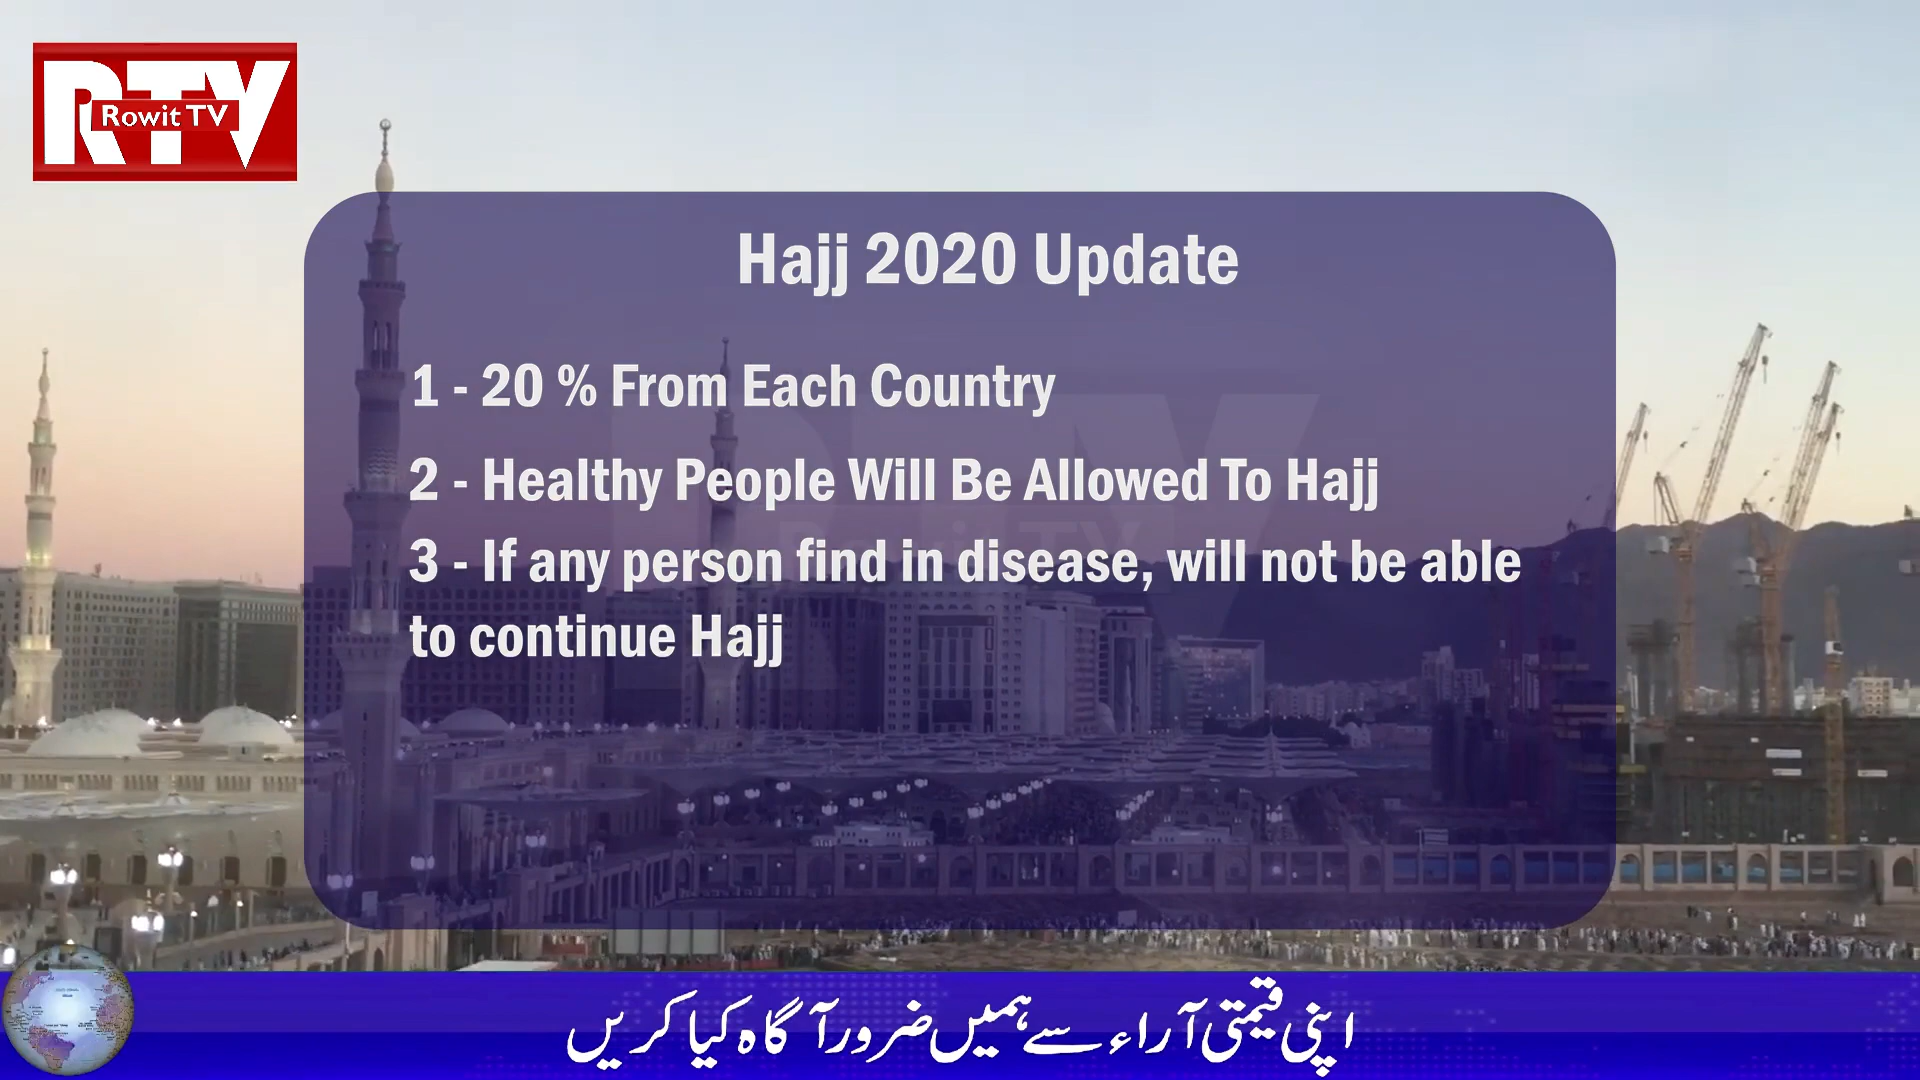 RTV
Rowit TV
Hajj 2020 Update
1 - 20 % From Each Country
2 - Healthy People Will Be Allowed To Hajj
3 - If any person find in disease, will not be able
to continue Hajj
اپنی قیمتی آراء سے ہمیں ضرور آگاہ کیا کریں